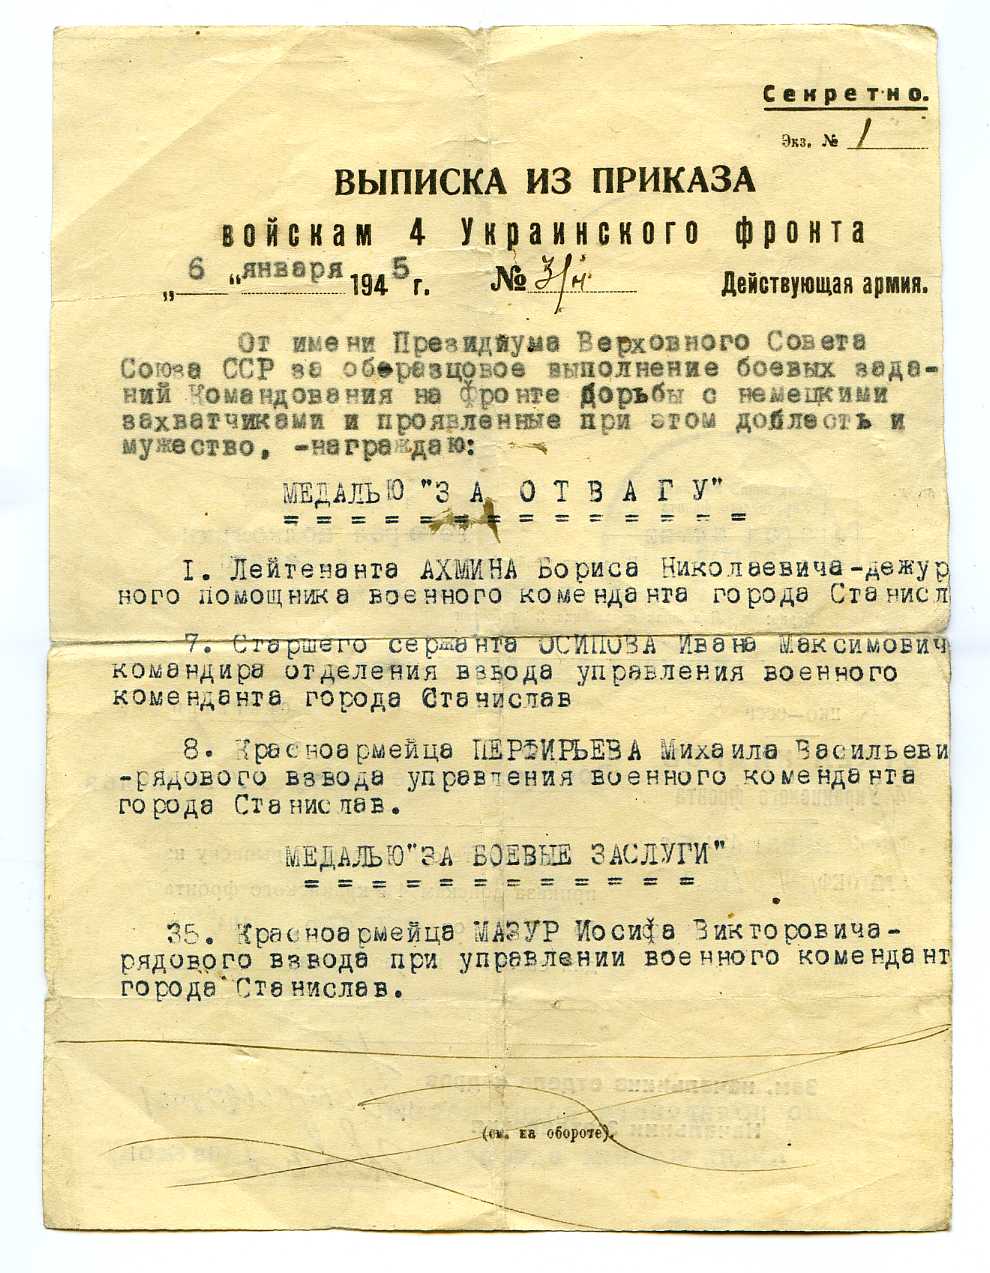 Секретно.
Экз. № 1
ВЫПИСКА ИЗ ПРИКАЗА
войскам 4 Украинского фронта
„ 6 “ января 1945 г. № 3/н Действующая армия.
От имени Президиума Верховного Совета
Союза ССР за образцовое выполнение боевых зада-
ний Командования на фронте борьбы с немецкими
захватчиками и проявленные при этом доблесть и
мужество, -награждаю:
МЕДАЛЬЮ "З А О Т В А Г У"
= = = = = = = = = = = = = = =
I. Лейтенанта АХМИНА Бориса Николаевича-дежур
ного помощника военного коменданта города Станисл
7. Старшего сержанта ОСИПОВА Ивана Максимович
командира отделения взвода управления военного
коменданта города Станислав
8. Красноармейца ПЕРФИРЬЕВА Михаила Васильеви
-рядового взвода управления военного коменданта
города Станислав.
МЕДАЛЬЮ"ЗА БОЕВЫЕ ЗАСЛУГИ"
= = = = = = = = = = = = = =
35. Красноармейца МАЗУР Иосифа Викторовича-
рядового взвода при управлении военного комендант
города Станислав.
(см. на обороте).